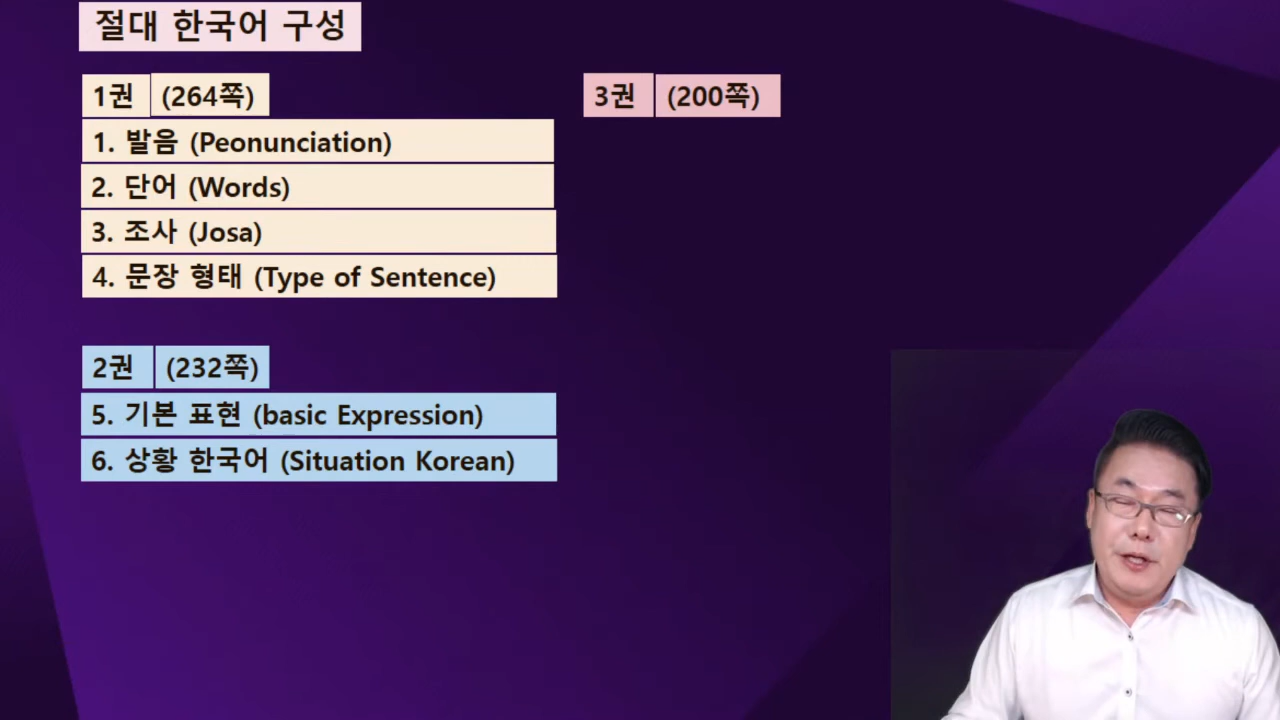 절대 한국어 구성
1권 (264쪽)
1. 발음 (Peonunciation)
2. 단어 (Words)
3. 조사 (Josa)
4. 문장 형태 (Type of Sentence)
2권 (232쪽)
5. 기본 표현 (basic Expression)
6. 상황 한국어 (Situation Korean)
3권 (200쪽)